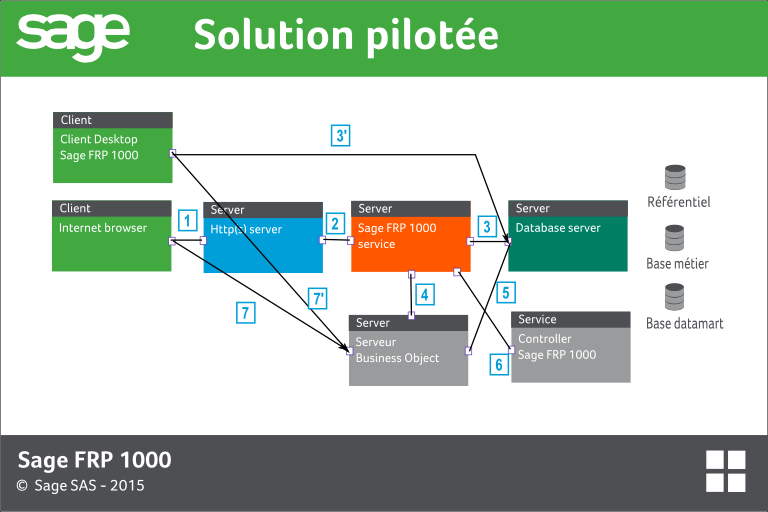 sage
Solution pilotée
Client
Client Desktop
Sage FRP 1000
3'
Référentiel
Client
Internet browser
1
Server
Http(s) server
2
Server
Sage FRP 1000
service
3
Server
Database server
Base métier
7
7'
4
5
Server
Serveur
Business Object
6
Service
Controller
Sage FRP 1000
Base datamart
Sage FRP 1000
© Sage SAS - 2015